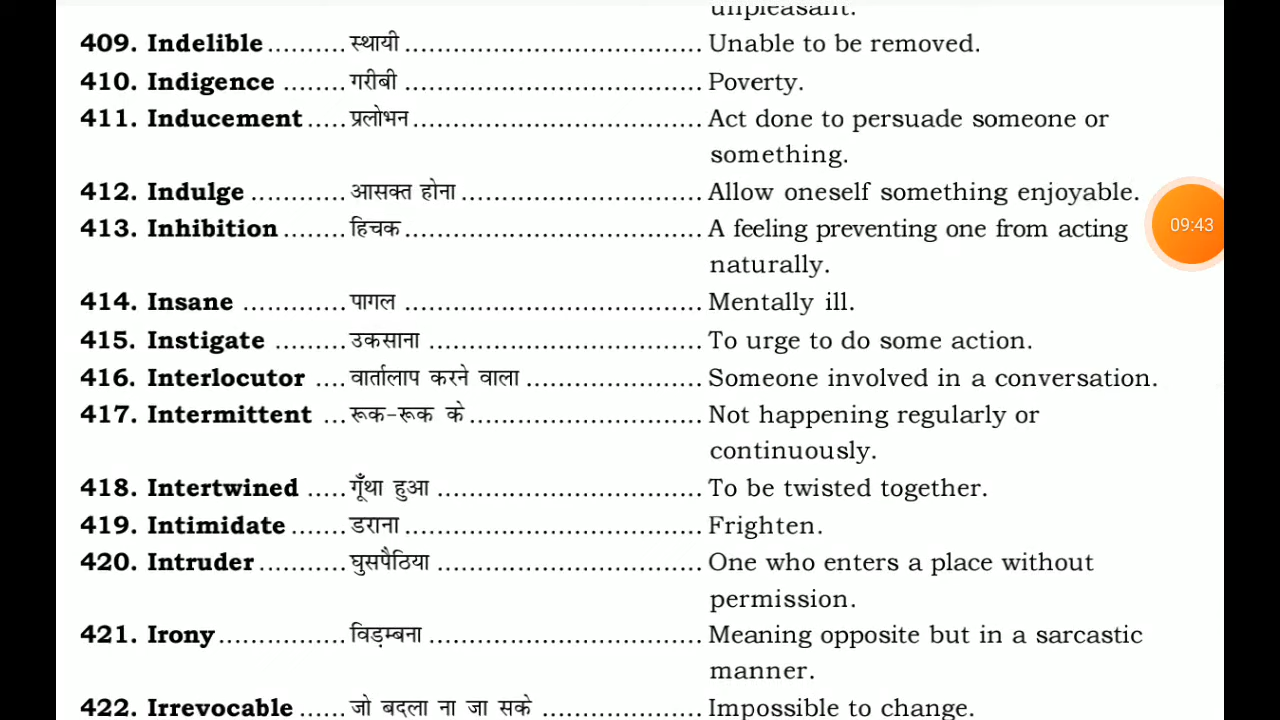 unpleasant.
409. Indelible.......... स्थायी ..................................... Unable to be removed.
410. Indigence ........ गरीबी ..................................... Poverty.
411. Inducement ..... प्रलोभन.................................... Act done to persuade someone or
something.
412. Indulge ............ आसक्त होना ............................... Allow oneself something enjoyable.
413. Inhibition ........ हिचक ..................................... A feeling preventing one from acting
naturally.
09:43
414. Insane ............. पागल ..................................... Mentally ill.
415. Instigate ......... उकसाना .................................. To urge to do some action.
416. Interlocutor .... वार्तालाप करने वाला ...................... Someone involved in a conversation.
417. Intermittent ... रूक-रूक के............................. Not happening regularly or
continuously.
418. Intertwined ..... गूँथा हुआ ................................. To be twisted together.
419. Intimidate ....... डराना ..................................... Frighten.
420. Intruder ........... घुसपैठिया ................................. One who enters a place without
permission.
421. Irony................ विड़म्बना .................................. Meaning opposite but in a sarcastic
manner.
422. Irrevocable ...... जो बदला ना जा सके .................... Impossible to change.